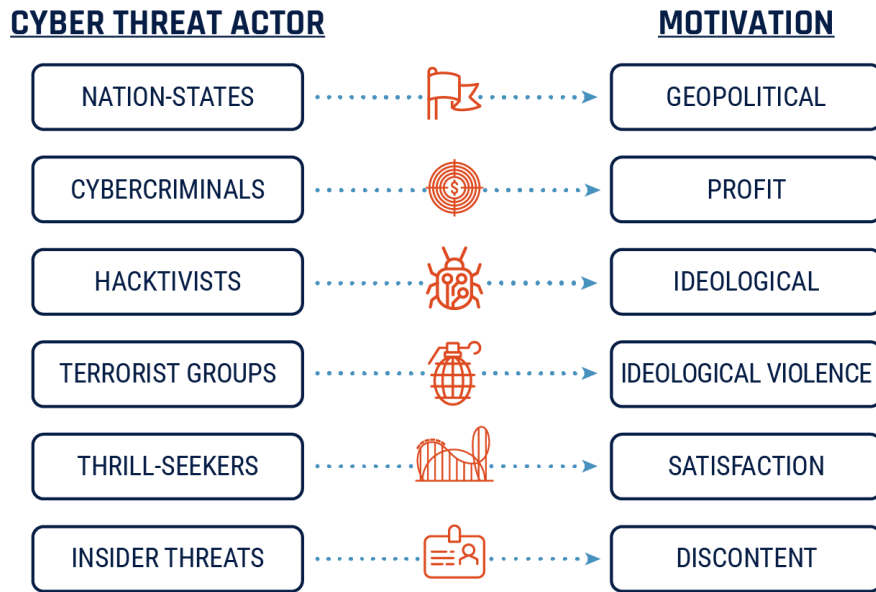 CYBER THREAT ACTOR MOTIVATION
NATION-STATES GEOPOLITICAL
CYBERCRIMINALS $ PROFIT
HACKTIVISTS IDEOLOGICAL
TERRORIST GROUPS IDEOLOGICAL VIOLENCE
THRILL-SEEKERS SATISFACTION
INSIDER THREATS DISCONTENT